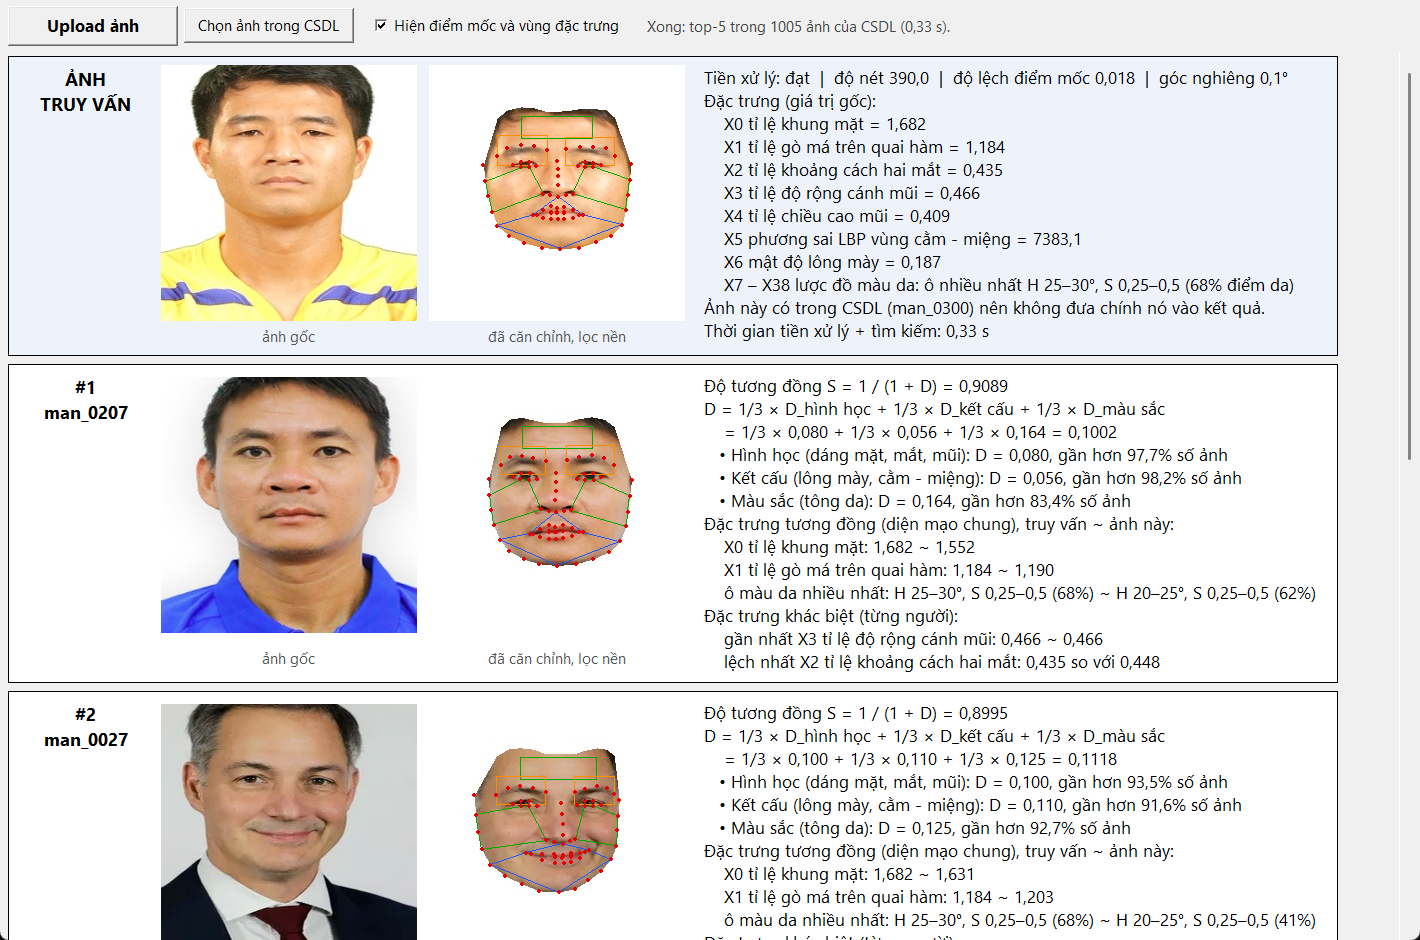 Upload ảnh
Chọn ảnh trong CSDL
Hiện điểm mốc và vùng đặc trưng
Xong: top-5 trong 1005 ảnh của CSDL (0,33 s).
ẢNH
TRUY VẤN
ảnh gốc
đã căn chỉnh, lọc nền
Tiền xử lý: đạt | độ nét 390,0 | độ lệch điểm mốc 0,018 | góc nghiêng 0,1°
Đặc trưng (giá trị gốc):
X0 tỉ lệ khung mặt = 1,682
X1 tỉ lệ gò má trên quai hàm = 1,184
X2 tỉ lệ khoảng cách hai mắt = 0,435
X3 tỉ lệ độ rộng cánh mũi = 0,466
X4 tỉ lệ chiều cao mũi = 0,409
X5 phương sai LBP vùng cằm - miệng = 7383,1
X6 mật độ lông mày = 0,187
X7 – X38 lược đồ màu da: ô nhiều nhất H 25–30°, S 0,25–0,5 (68% điểm da)
Ảnh này có trong CSDL (man_0300) nên không đưa chính nó vào kết quả.
Thời gian tiền xử lý + tìm kiếm: 0,33 s
#1
man_0207
ảnh gốc
đã căn chỉnh, lọc nền
Độ tương đồng S = 1 / (1 + D) = 0,9089
D = 1/3 × D_hình học + 1/3 × D_kết cấu + 1/3 × D_màu sắc
= 1/3 × 0,080 + 1/3 × 0,056 + 1/3 × 0,164 = 0,1002
• Hình học (dáng mặt, mắt, mũi): D = 0,080, gần hơn 97,7% số ảnh
• Kết cấu (lông mày, cằm - miệng): D = 0,056, gần hơn 98,2% số ảnh
• Màu sắc (tông da): D = 0,164, gần hơn 83,4% số ảnh
Đặc trưng tương đồng (diện mạo chung), truy vấn ~ ảnh này:
X0 tỉ lệ khung mặt: 1,682 ~ 1,552
X1 tỉ lệ gò má trên quai hàm: 1,184 ~ 1,190
ô màu da nhiều nhất: H 25–30°, S 0,25–0,5 (68%) ~ H 20–25°, S 0,25–0,5 (62%)
Đặc trưng khác biệt (từng người):
gần nhất X3 tỉ lệ độ rộng cánh mũi: 0,466 ~ 0,466
lệch nhất X2 tỉ lệ khoảng cách hai mắt: 0,435 so với 0,448
#2
man_0027
Độ tương đồng S = 1 / (1 + D) = 0,8995
D = 1/3 × D_hình học + 1/3 × D_kết cấu + 1/3 × D_màu sắc
= 1/3 × 0,100 + 1/3 × 0,110 + 1/3 × 0,125 = 0,1118
• Hình học (dáng mặt, mắt, mũi): D = 0,100, gần hơn 93,5% số ảnh
• Kết cấu (lông mày, cằm - miệng): D = 0,110, gần hơn 91,6% số ảnh
• Màu sắc (tông da): D = 0,125, gần hơn 92,7% số ảnh
Đặc trưng tương đồng (diện mạo chung), truy vấn ~ ảnh này:
X0 tỉ lệ khung mặt: 1,682 ~ 1,631
X1 tỉ lệ gò má trên quai hàm: 1,184 ~ 1,203
ô màu da nhiều nhất: H 25–30°, S 0,25–0,5 (68%) ~ H 20–25°, S 0,25–0,5 (41%)